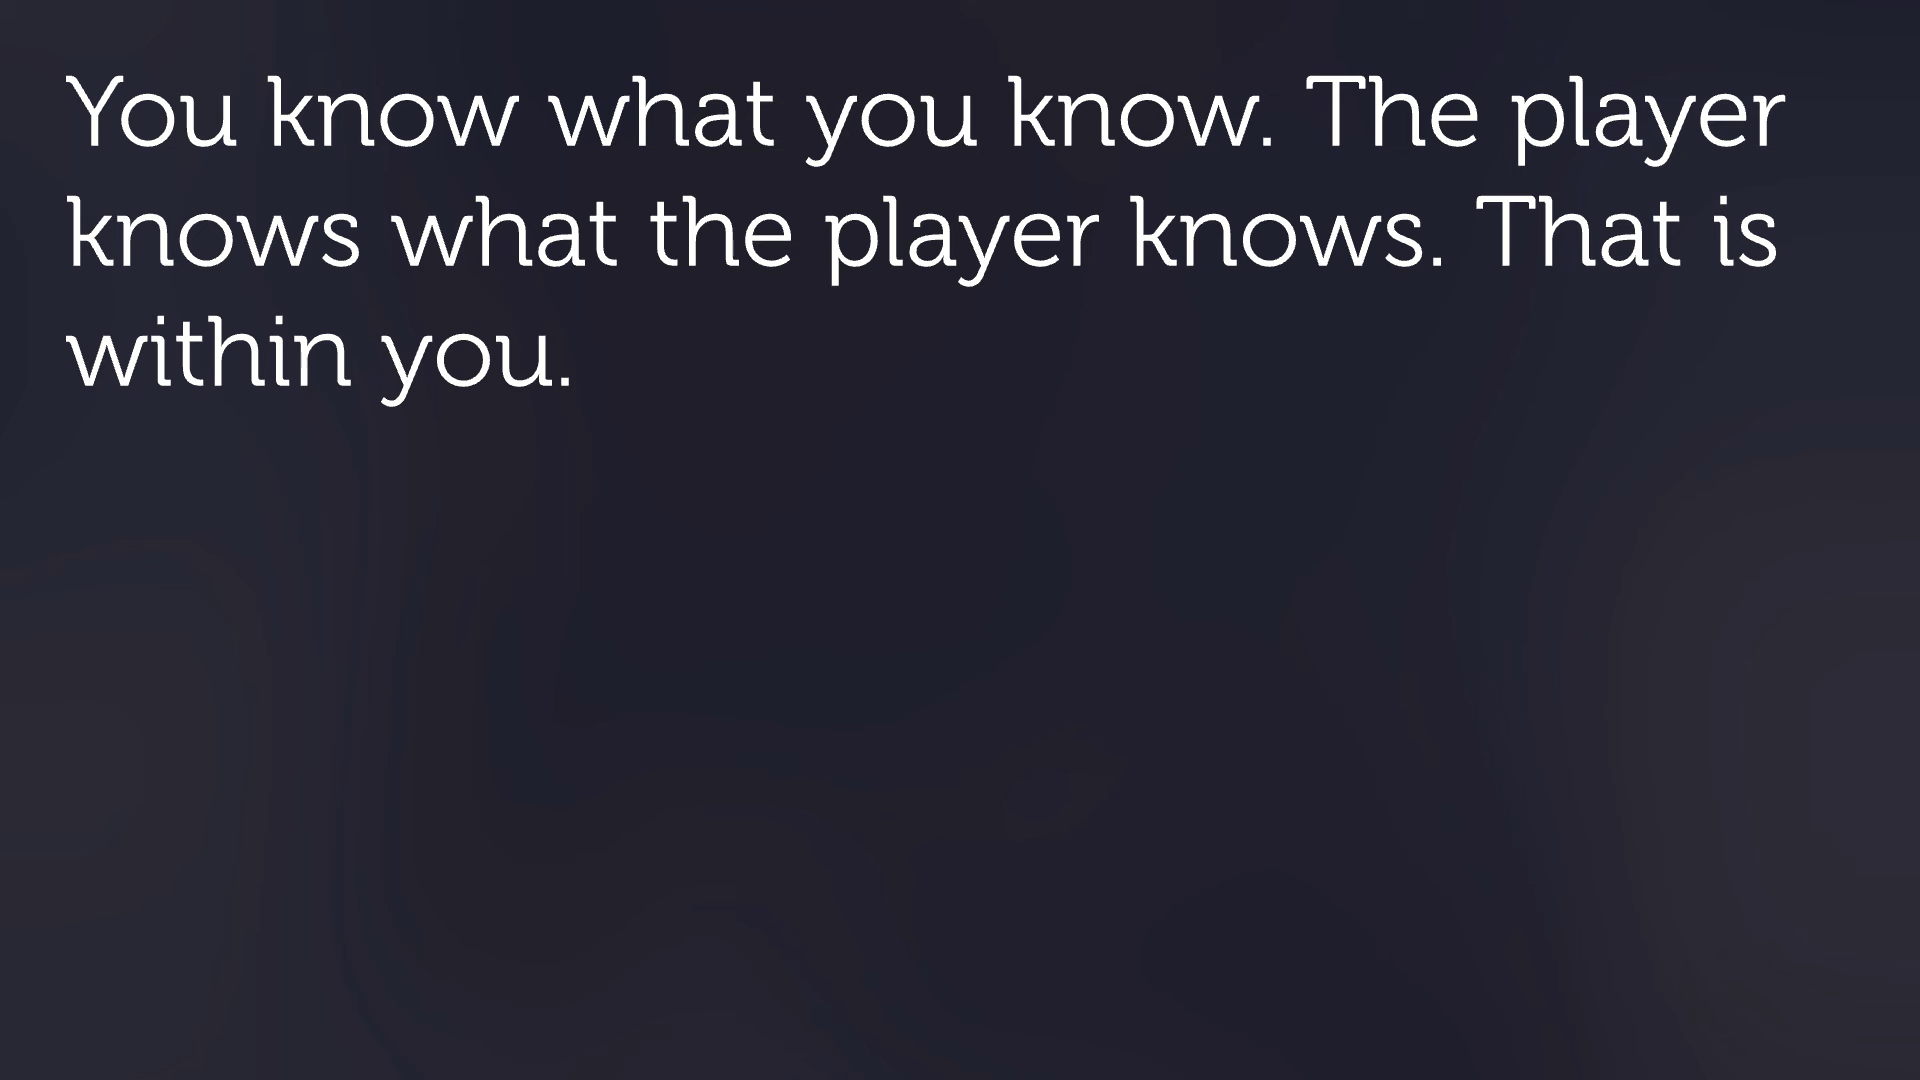 You know what you know. The player
knows what the player knows. That is
within you.